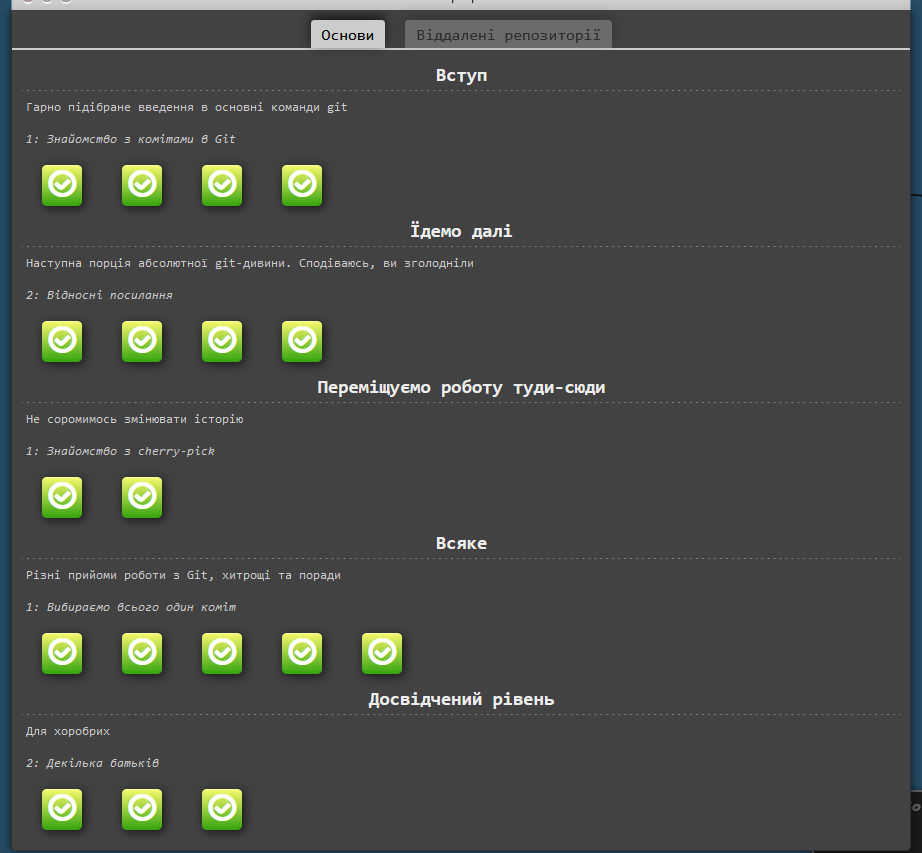 Основи
Віддалені репозиторії
Вступ
Гарно підібране введення в основні команди git
1: Знайомство з комітами в Git
Їдемо далі
Наступна порція абсолютної git-дивини. Сподіваюсь, ви зголодніли
2: Відносні посилання
Переміщуємо роботу туди-сюди
Не соромимось змінювати історію
1: Знайомство з cherry-pick
Всяке
Різні прийоми роботи з Git, хитрощі та поради
1: Вибираємо всього один коміт
Досвідчений рівень
Для хоробрих
2: Декілька батьків